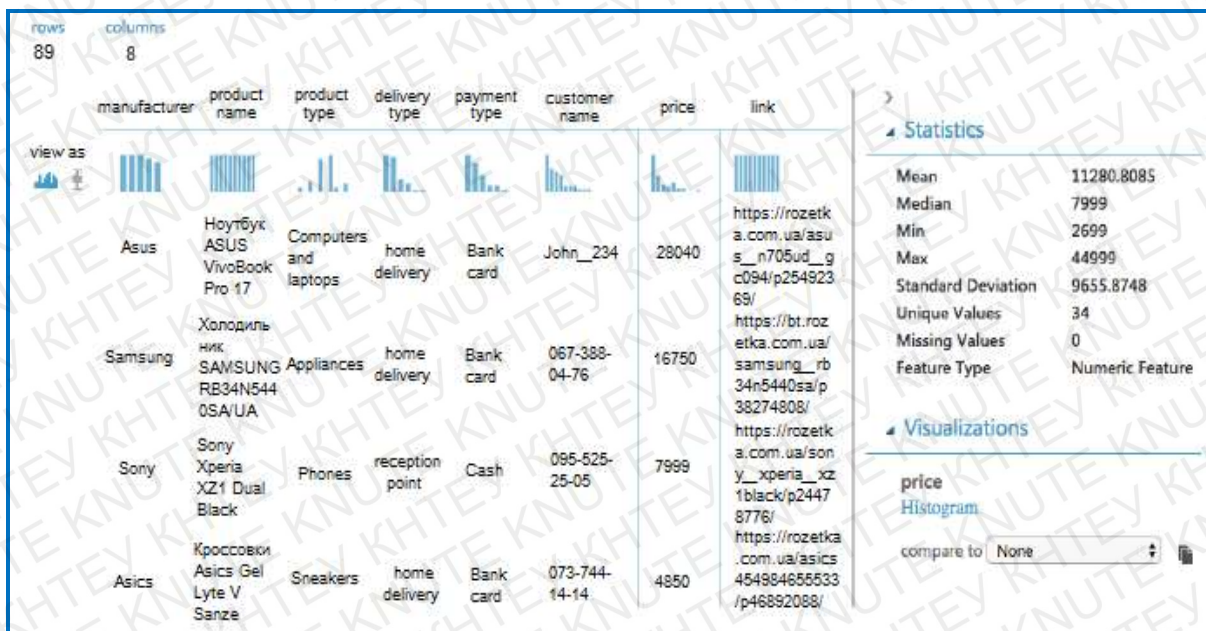 rows columns
89 8
manufacturer
product
name
product
type
delivery
type
payment
type
customer
name
price
link
view as
Asus
Ноутбук
ASUS
VivoBook
Pro 17
Computers
and
laptops
home
delivery
Bank
card
John__234
28040
https://rozetk
a.com.ua/asu
s__n705ud__g
c094/p254923
69/
Samsung
Холодиль
ник
SAMSUNG
RB34N544
0SA/UA
Appliances
home
delivery
Bank
card
067-388-
04-76
16750
https://bt.roz
etka.com.ua/
samsung__rb
34n5440sa/p
38274808/
Sony
Sony
Xperia
XZ1 Dual
Black
Phones
reception
point
Cash
095-525-
25-05
7999
https://rozetk
a.com.ua/son
y__xperia__xz
1black/p2447
8776/
Asics
Кроссовки
Asics Gel
Lyte V
Sanze
Sneakers
home
delivery
Bank
card
073-744-
14-14
4850
https://rozetka
.com.ua/asics
454984655533
/p46892088/
Statistics
Mean 11280.8085
Median 7999
Min 2699
Max 44999
Standard Deviation 9655.8748
Unique Values 34
Missing Values 0
Feature Type Numeric Feature
Visualizations
price
Histogram
compare to None